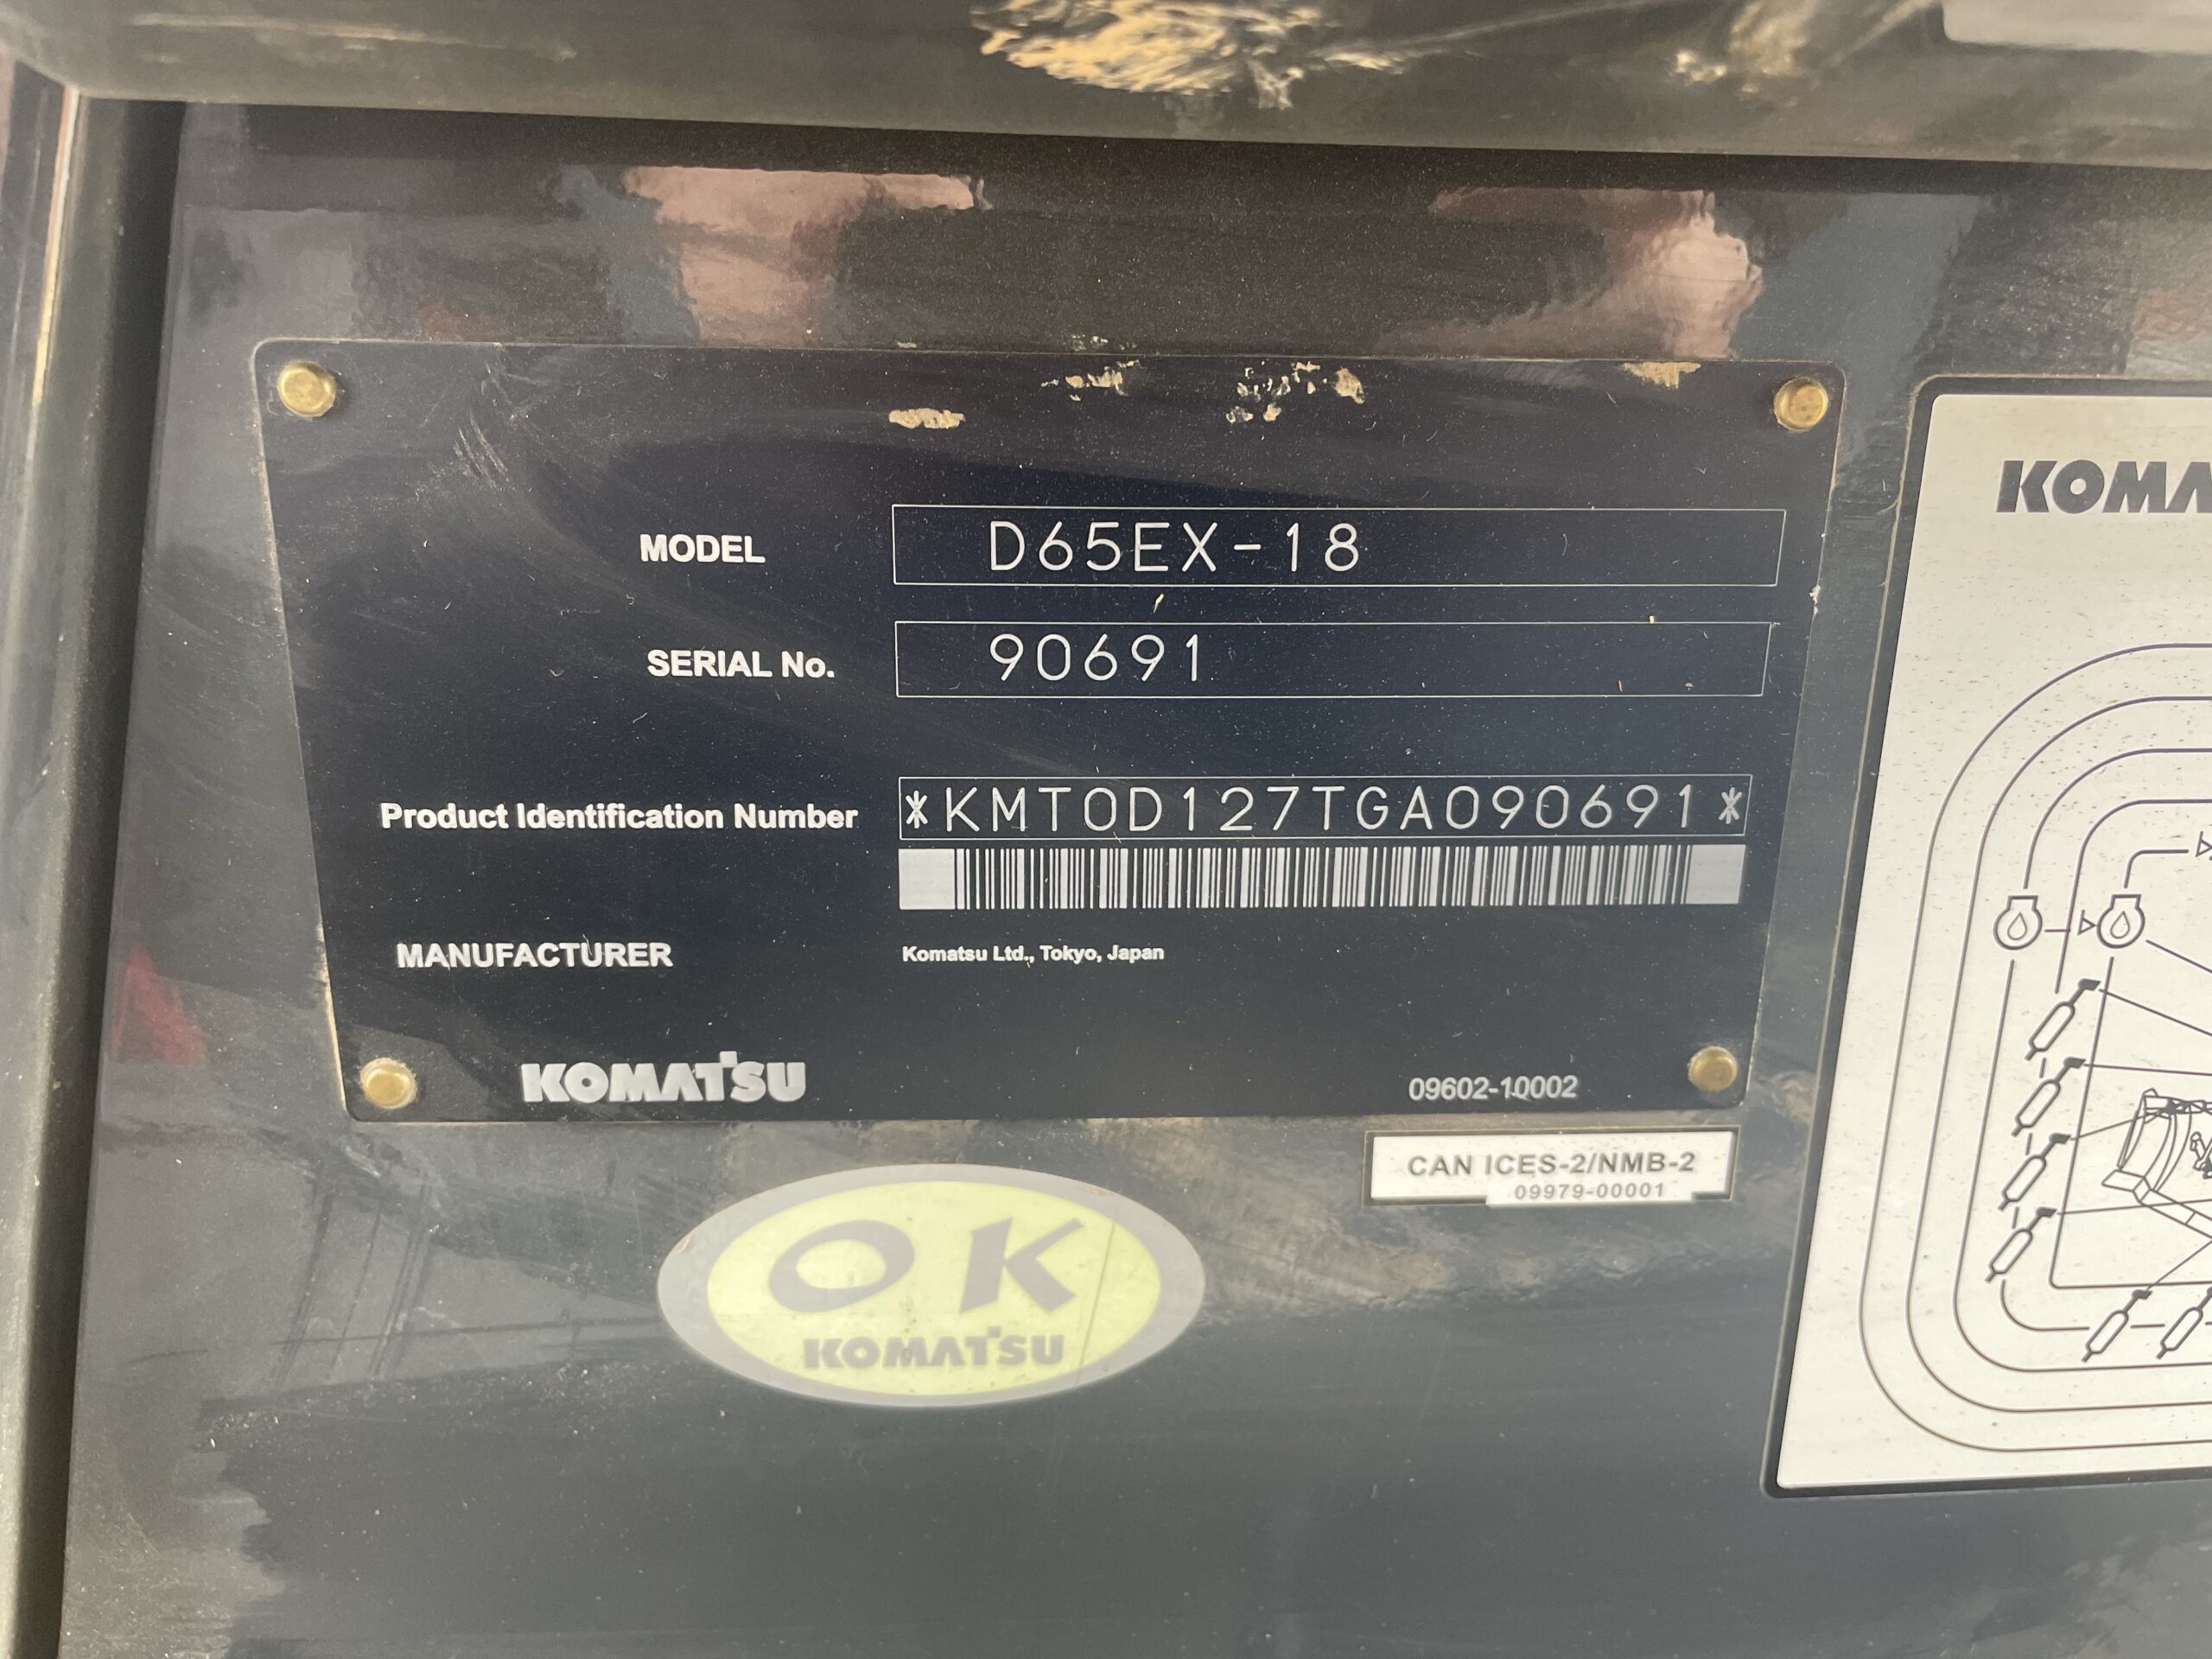 MODEL D65EX-18
SERIAL No. 90691
Product Identification Number *KMT0D127TGA090691*
MANUFACTURER Komatsu Ltd., Tokyo, Japan
KOMATSU 09602-10002
CAN ICES-2/NMB-2
09979-00001
OK
KOMATSU
KOMA